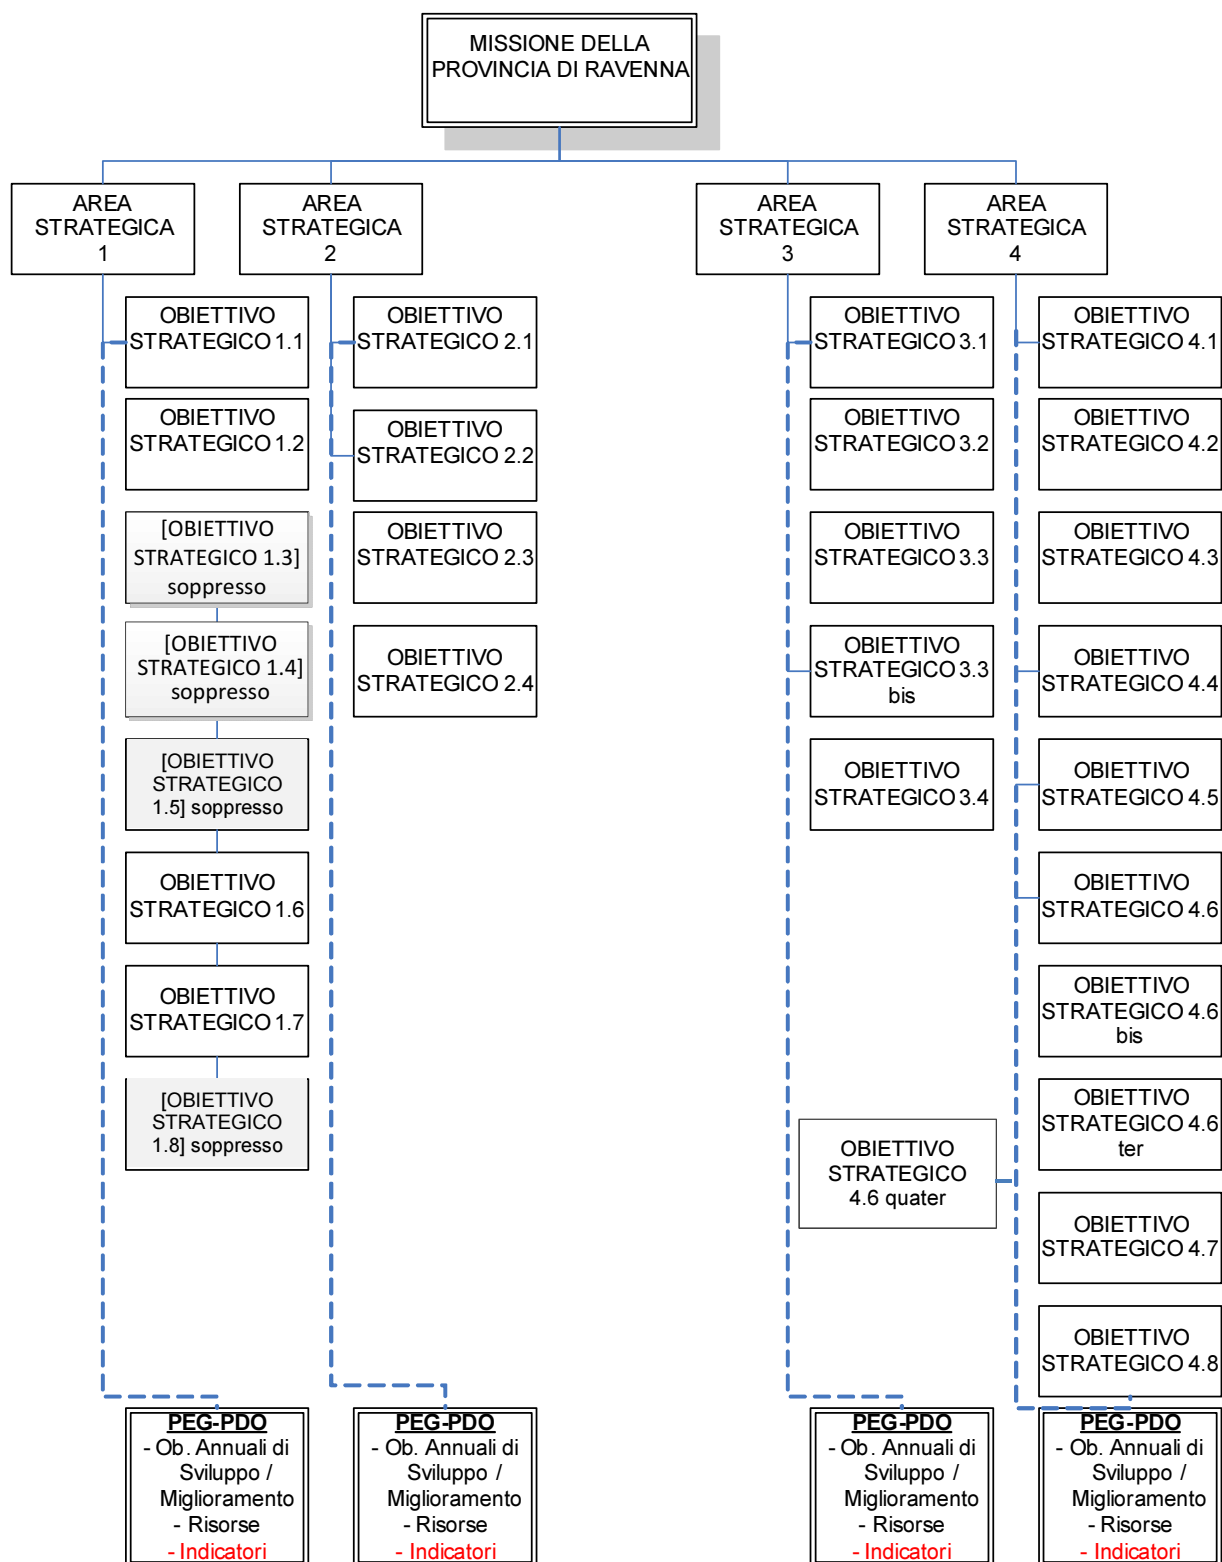 MISSIONE DELLA
PROVINCIA DI RAVENNA
AREA
STRATEGICA
1
AREA
STRATEGICA
2
AREA
STRATEGICA
3
AREA
STRATEGICA
4
OBIETTIVO
STRATEGICO 1.1
OBIETTIVO
STRATEGICO 1.2
[OBIETTIVO
STRATEGICO 1.3]
soppresso
[OBIETTIVO
STRATEGICO 1.4]
soppresso
[OBIETTIVO
STRATEGICO
1.5] soppresso
OBIETTIVO
STRATEGICO 1.6
OBIETTIVO
STRATEGICO 1.7
[OBIETTIVO
STRATEGICO
1.8] soppresso
OBIETTIVO
STRATEGICO 2.1
OBIETTIVO
STRATEGICO 2.2
OBIETTIVO
STRATEGICO 2.3
OBIETTIVO
STRATEGICO 2.4
OBIETTIVO
STRATEGICO 3.1
OBIETTIVO
STRATEGICO 3.2
OBIETTIVO
STRATEGICO 3.3
OBIETTIVO
STRATEGICO 3.3
bis
OBIETTIVO
STRATEGICO 3.4
OBIETTIVO
STRATEGICO
4.6 quater
OBIETTIVO
STRATEGICO 4.1
OBIETTIVO
STRATEGICO 4.2
OBIETTIVO
STRATEGICO 4.3
OBIETTIVO
STRATEGICO 4.4
OBIETTIVO
STRATEGICO 4.5
OBIETTIVO
STRATEGICO 4.6
OBIETTIVO
STRATEGICO 4.6
bis
OBIETTIVO
STRATEGICO 4.6
ter
OBIETTIVO
STRATEGICO 4.7
OBIETTIVO
STRATEGICO 4.8
PEG-PDO
- Ob. Annuali di
Sviluppo /
Miglioramento
- Risorse
- Indicatori
PEG-PDO
- Ob. Annuali di
Sviluppo /
Miglioramento
- Risorse
- Indicatori
PEG-PDO
- Ob. Annuali di
Sviluppo /
Miglioramento
- Risorse
- Indicatori
PEG-PDO
- Ob. Annuali di
Sviluppo /
Miglioramento
- Risorse
- Indicatori